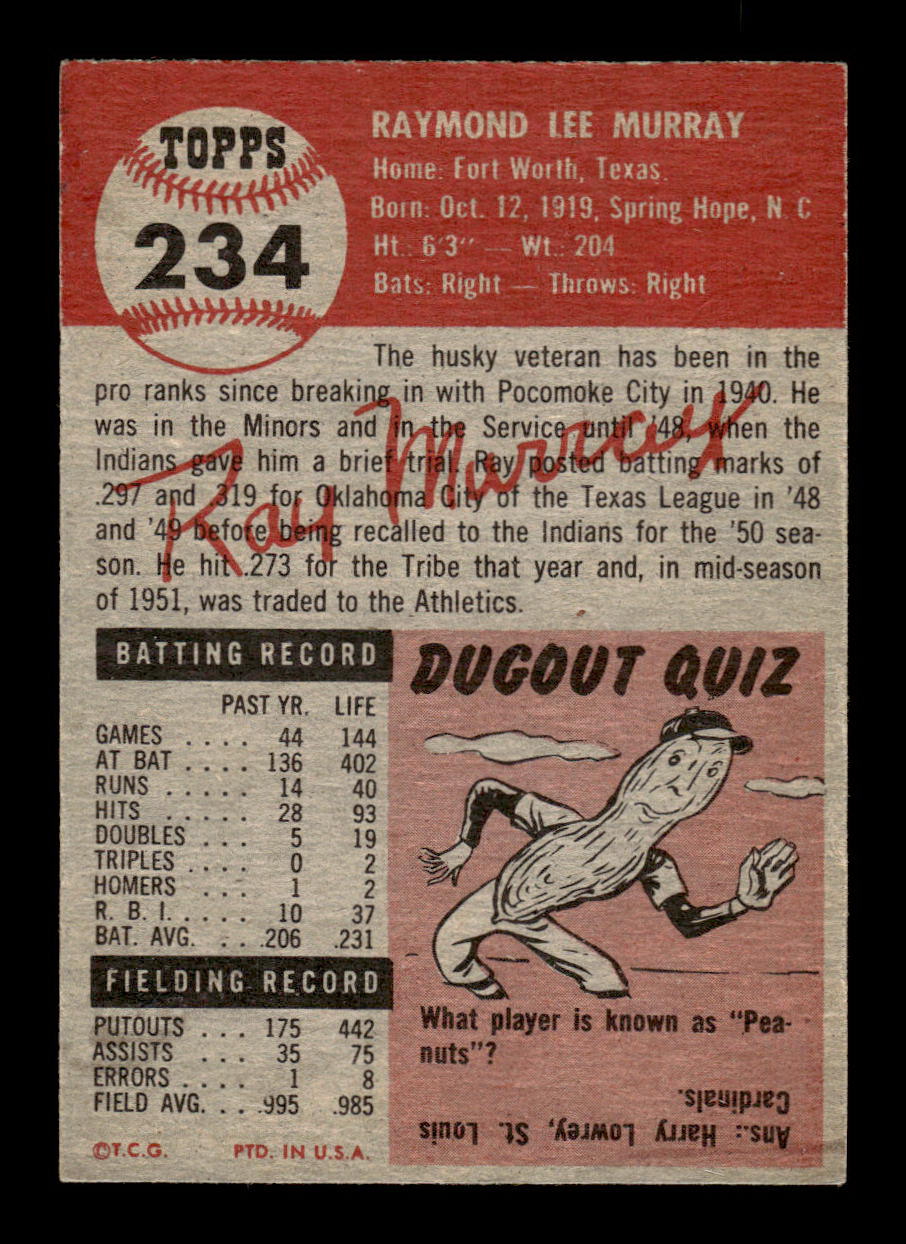 TOPPS
234
RAYMOND LEE MURRAY
Home: Fort Worth, Texas.
Born: Oct. 12, 1919, Spring Hope, N. C
Ht.: 6'3'' — Wt.: 204
Bats: Right — Throws: Right
The husky veteran has been in the
pro ranks since breaking in with Pocomoke City in 1940. He
was in the Minors and in the Service until '48, when the
Indians gave him a brief trial. Ray posted batting marks of
.297 and .319 for Oklahoma City of the Texas League in '48
and '49 before being recalled to the Indians for the '50 sea-
son. He hit .273 for the Tribe that year and, in mid-season
of 1951, was traded to the Athletics.
Ray Murray
BATTING RECORD
PAST YR. LIFE
GAMES .... 44 144
AT BAT .... 136 402
RUNS ..... 14 40
HITS ..... 28 93
DOUBLES ... 5 19
TRIPLES .... 0 2
HOMERS ... 1 2
R. B. I. .... 10 37
BAT. AVG. ... .206 .231
FIELDING RECORD
PUTOUTS ... 175 442
ASSISTS ... 35 75
ERRORS .... 1 8
FIELD AVG. ... .995 .985
©T.C.G. PTD. IN U.S.A.
DUGOUT QUIZ
What player is known as "Pea-
nuts"?
Ans.: Harry Lowrey, St. Louis
Cardinals.